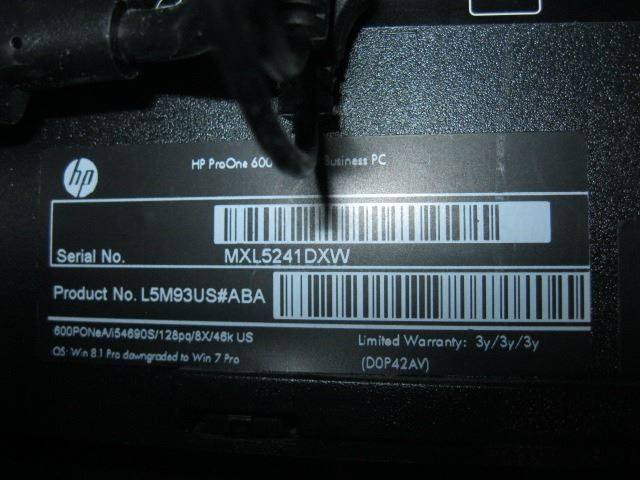 hp
HP ProOne 600 Business PC
Serial No.
MXL5241DXW
Product No. L5M93US#ABA
600PONeA/i54690S/128pq/8X/46k US
OS: Win 8.1 Pro downgraded to Win 7 Pro
Limited Warranty: 3y/3y/3y
(D0P42AV)